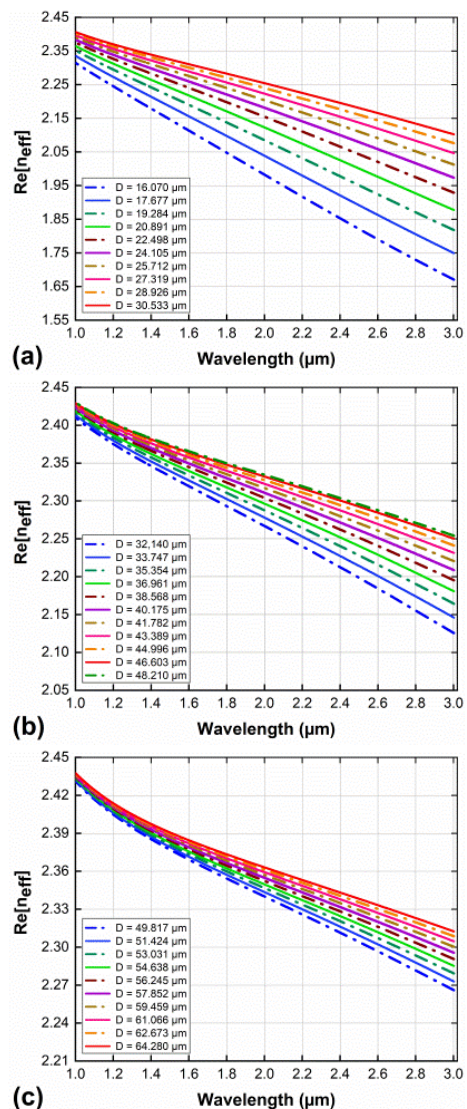 2.45
2.35
2.25
2.15
2.05
1.95
1.85
1.75
1.65
1.55
Re[neff]
D = 16.070 μm
D = 17.677 μm
D = 19.284 μm
D = 20.891 μm
D = 22.498 μm
D = 24.105 μm
D = 25.712 μm
D = 27.319 μm
D = 28.926 μm
D = 30.533 μm
1.0 1.2 1.4 1.6 1.8 2.0 2.2 2.4 2.6 2.8 3.0
(a) Wavelength (μm)
2.45
2.40
2.35
2.30
2.25
2.20
2.15
2.10
2.05
Re[neff]
D = 32,140 μm
D = 33.747 μm
D = 35.354 μm
D = 36.961 μm
D = 38.568 μm
D = 40.175 μm
D = 41.782 μm
D = 43.389 μm
D = 44.996 μm
D = 46.603 μm
D = 48.210 μm
1.0 1.2 1.4 1.6 1.8 2.0 2.2 2.4 2.6 2.8 3.0
(b) Wavelength (μm)
2.45
2.42
2.39
2.36
2.33
2.30
2.27
2.24
2.21
Re[neff]
D = 49.817 μm
D = 51.424 μm
D = 53.031 μm
D = 54.638 μm
D = 56.245 μm
D = 57.852 μm
D = 59.459 μm
D = 61.066 μm
D = 62.673 μm
D = 64.280 μm
1.0 1.2 1.4 1.6 1.8 2.0 2.2 2.4 2.6 2.8 3.0
(c) Wavelength (μm)